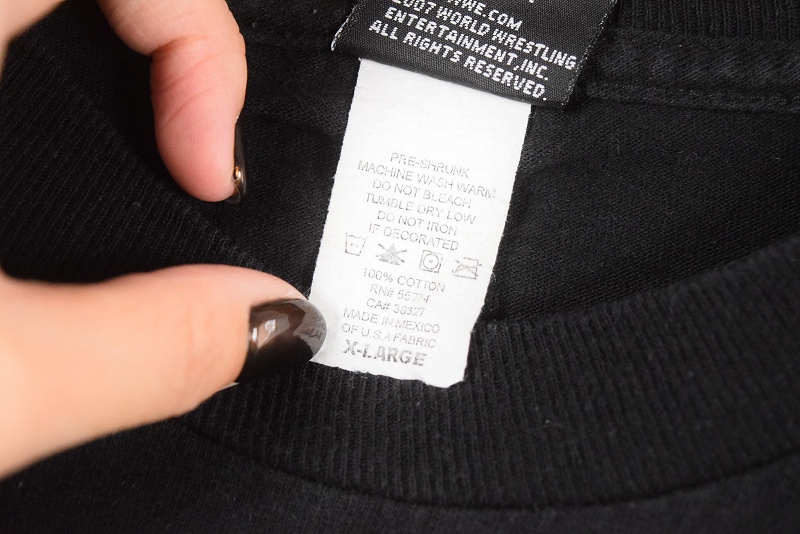 WWE.COM
2007 WORLD WRESTLING
ENTERTAINMENT,INC.
ALL RIGHTS RESERVED.
PRE-SHRUNK
MACHINE WASH WARM
DO NOT BLEACH
TUMBLE DRY LOW
DO NOT IRON
IF DECORATED
100% COTTON
RN#
CA# 30327
MADE IN MEXICO
OF U.S.A FABRIC
X-LARGE